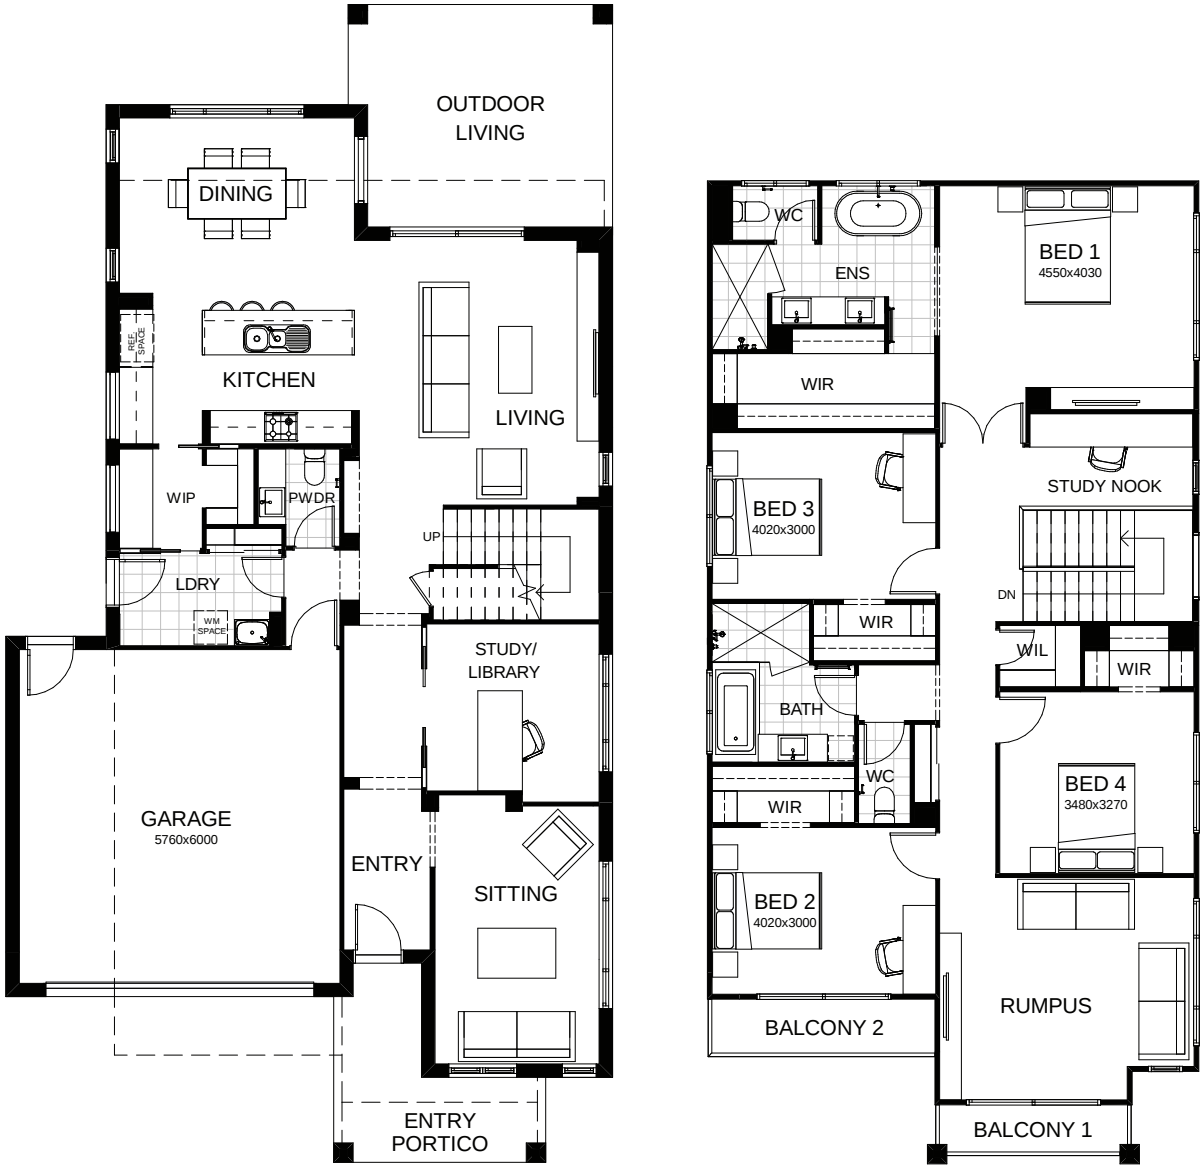 OUTDOOR
LIVING
DINING
REF.
SPACE
KITCHEN
LIVING
WIP
PWDR
UP
LDRY
WM
SPACE
STUDY/
LIBRARY
GARAGE
5760x6000
ENTRY
SITTING
ENTRY
PORTICO
WC
BED 1
4550x4030
ENS
WIR
STUDY NOOK
BED 3
4020x3000
DN
WIR
WIL
WIR
BATH
WC
BED 4
3480x3270
WIR
BED 2
4020x3000
RUMPUS
BALCONY 2
BALCONY 1